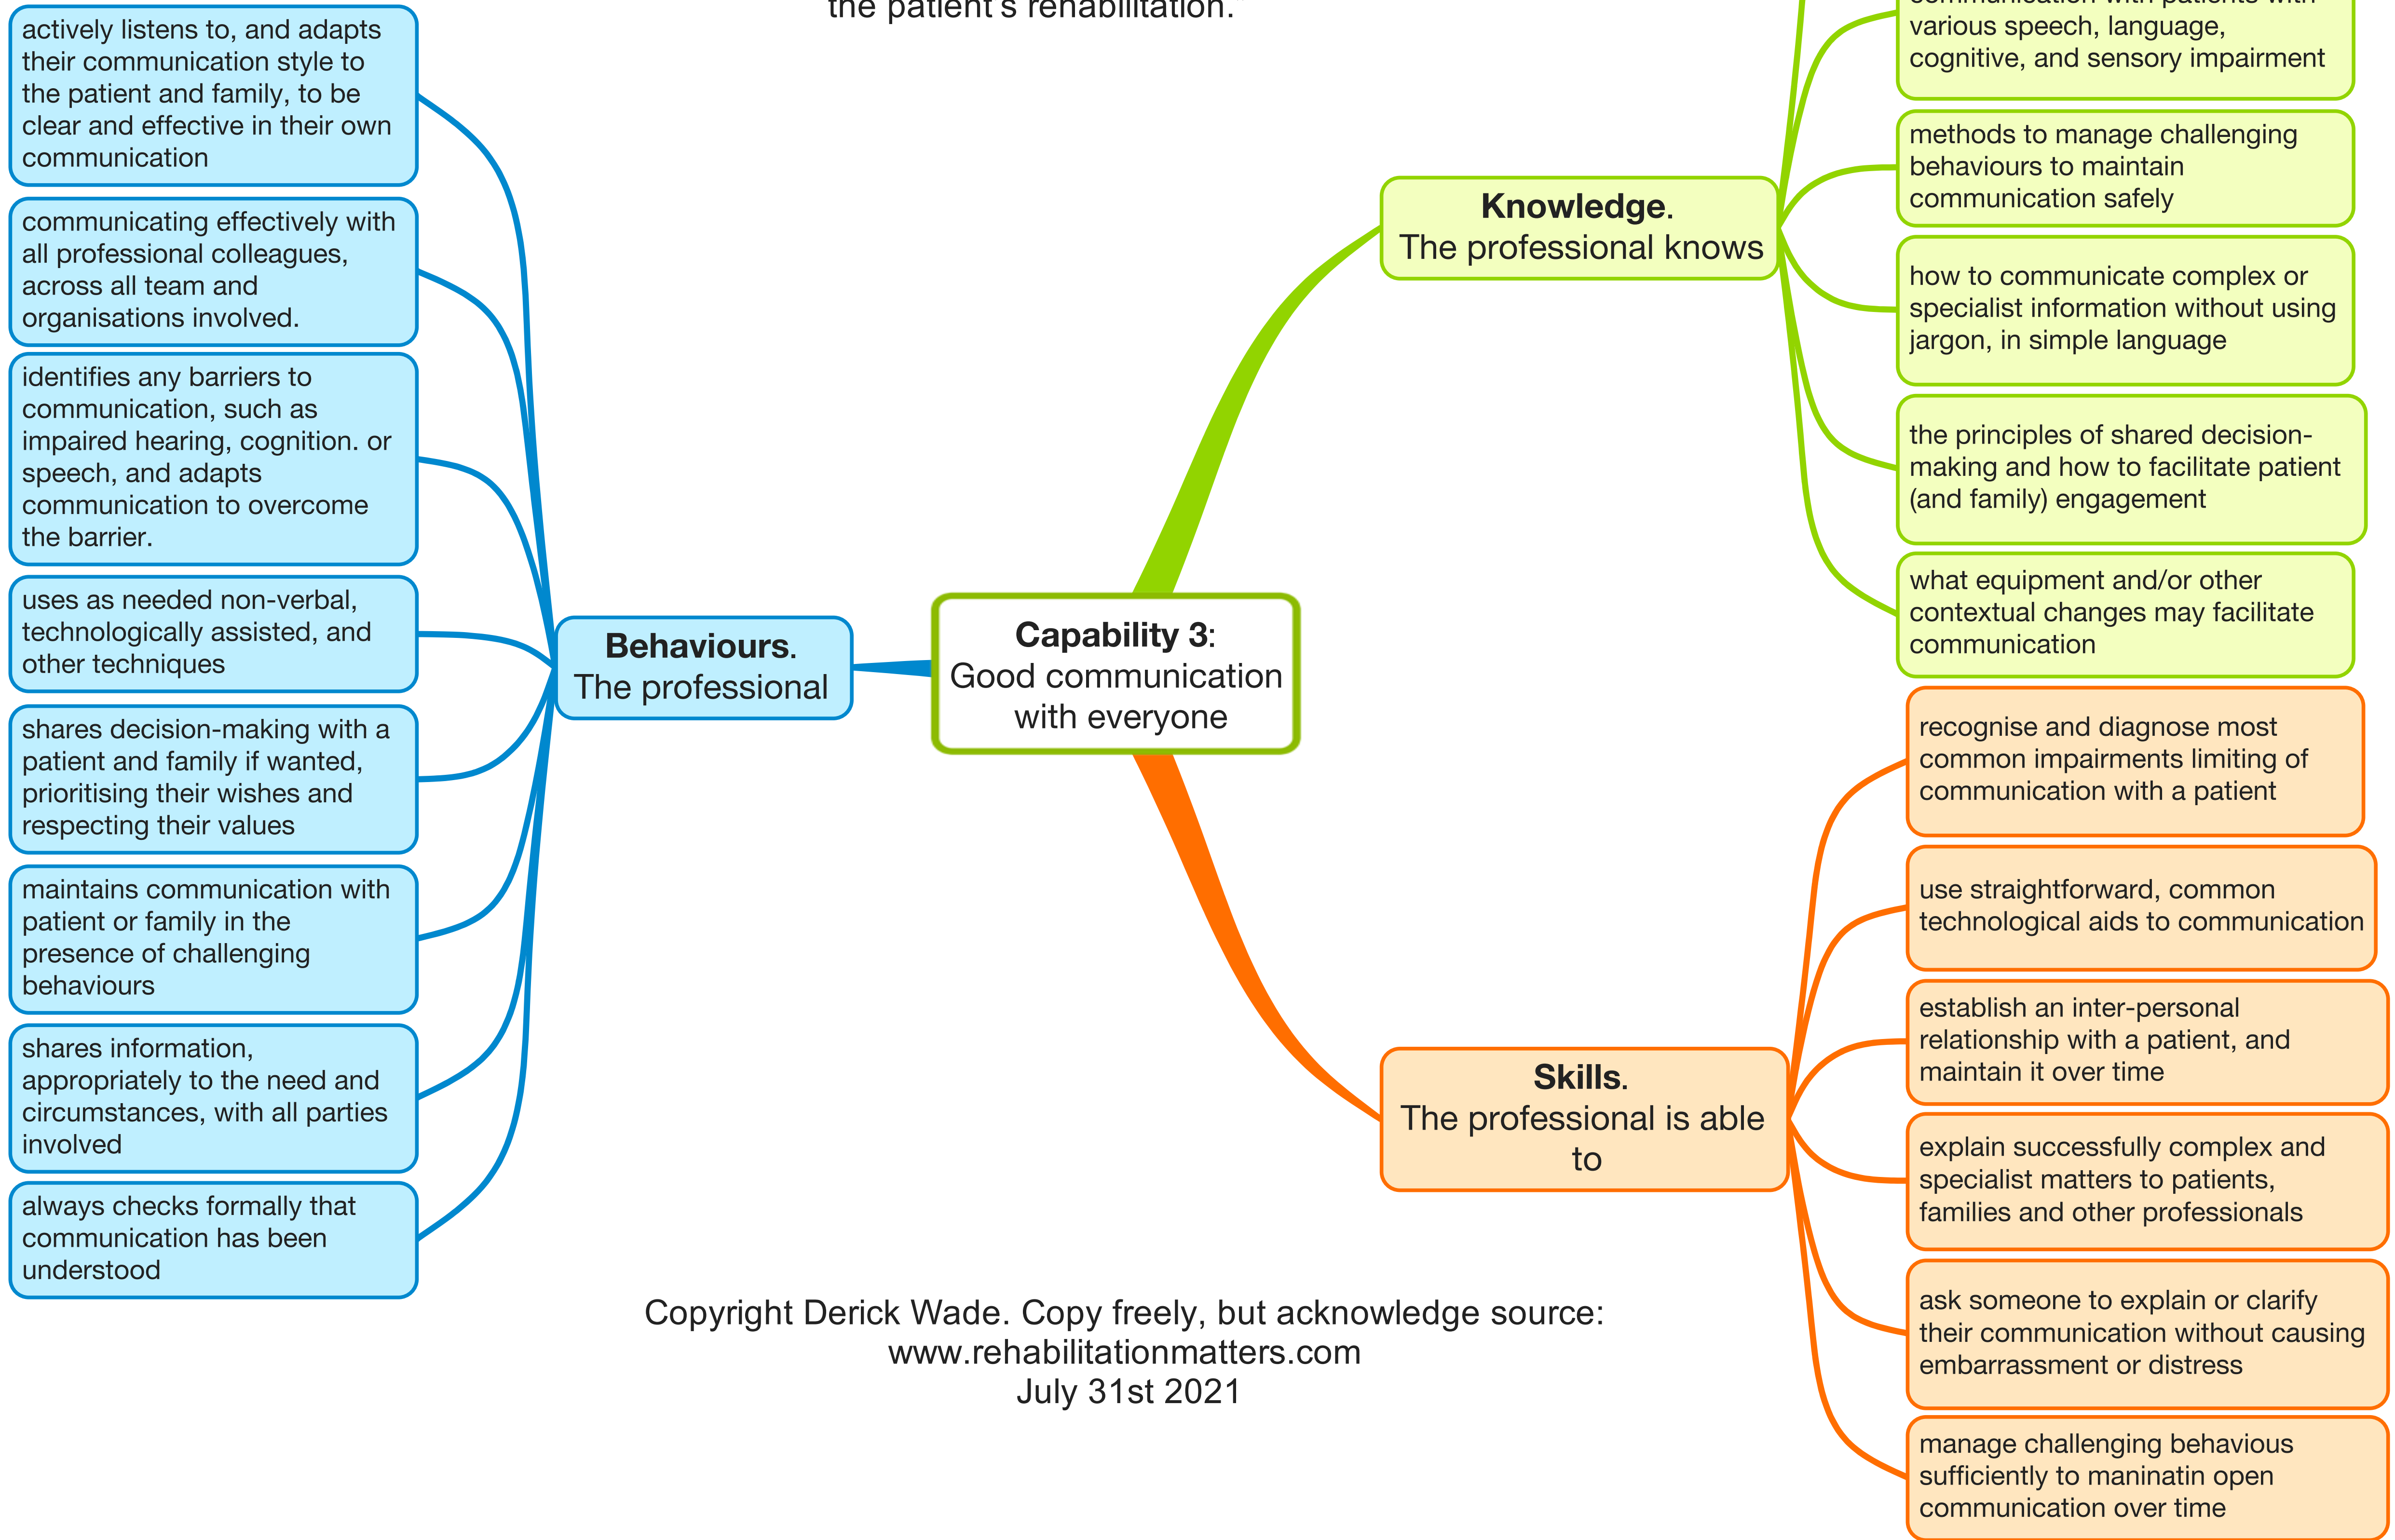 the patient's rehabilitation."
actively listens to, and adapts
their communication style to
the patient and family, to be
clear and effective in their own
communication
communicating effectively with
all professional colleagues,
across all team and
organisations involved.
identifies any barriers to
communication, such as
impaired hearing, cognition. or
speech, and adapts
communication to overcome
the barrier.
uses as needed non-verbal,
technologically assisted, and
other techniques
shares decision-making with a
patient and family if wanted,
prioritising their wishes and
respecting their values
maintains communication with
patient or family in the
presence of challenging
behaviours
shares information,
appropriately to the need and
circumstances, with all parties
involved
always checks formally that
communication has been
understood
Behaviours.
The professional
Capability 3:
Good communication
with everyone
Knowledge.
The professional knows
communication with patients with
various speech, language,
cognitive, and sensory impairment
methods to manage challenging
behaviours to maintain
communication safely
how to communicate complex or
specialist information without using
jargon, in simple language
the principles of shared decision-
making and how to facilitate patient
(and family) engagement
what equipment and/or other
contextual changes may facilitate
communication
Skills.
The professional is able
to
recognise and diagnose most
common impairments limiting of
communication with a patient
use straightforward, common
technological aids to communication
establish an inter-personal
relationship with a patient, and
maintain it over time
explain successfully complex and
specialist matters to patients,
families and other professionals
ask someone to explain or clarify
their communication without causing
embarrassment or distress
manage challenging behavious
sufficiently to maninatin open
communication over time
Copyright Derick Wade. Copy freely, but acknowledge source:
www.rehabilitationmatters.com
July 31st 2021